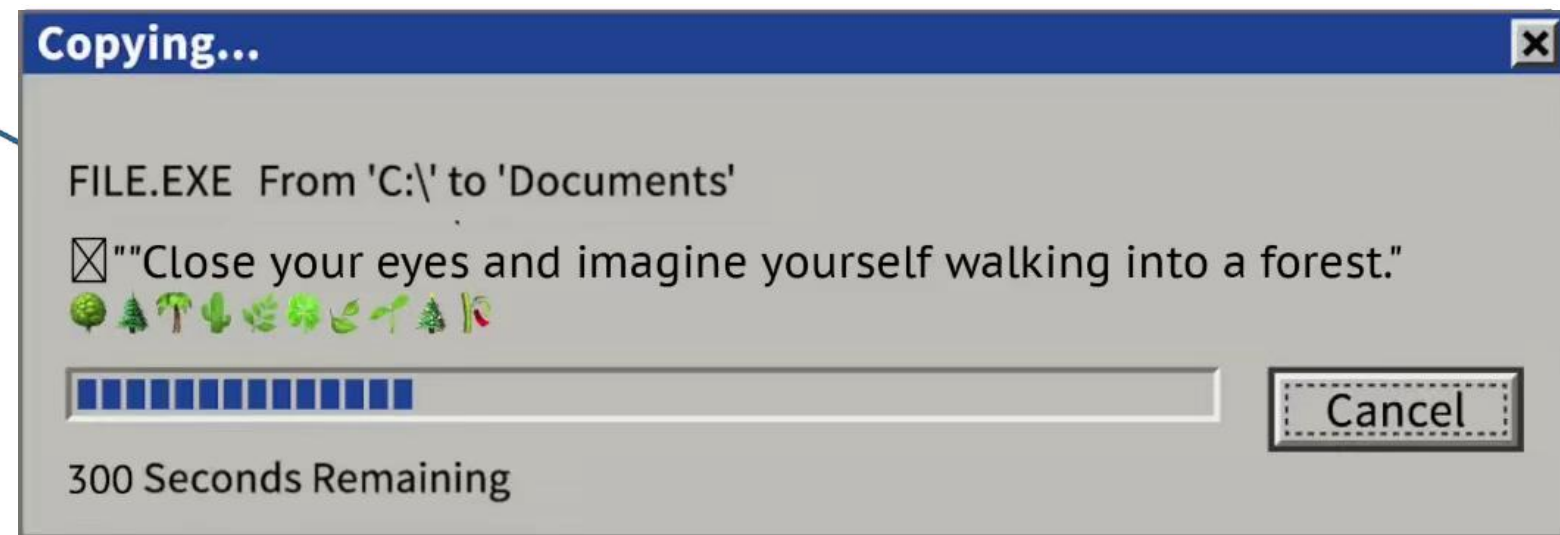 Copying...
FILE.EXE From 'C:\' to 'Documents'
""Close your eyes and imagine yourself walking into a forest."
🌳🌲🌴🌵🌿🍀🍃🌱🎄🎋
Cancel
300 Seconds Remaining